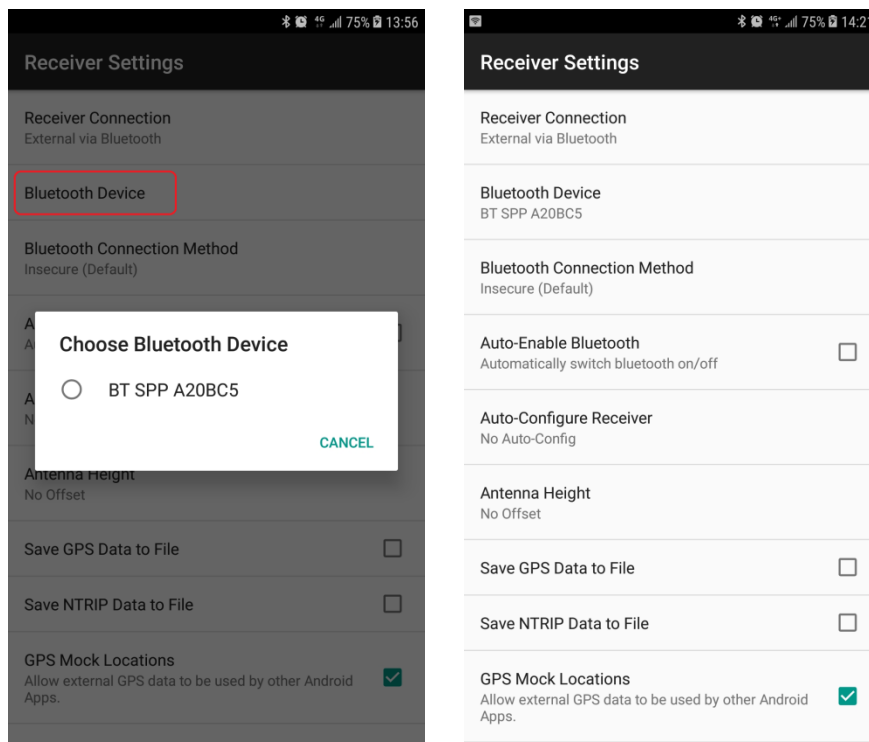 75% 13:56
Receiver Settings
Receiver Connection
External via Bluetooth
Bluetooth Device
Bluetooth Connection Method
Insecure (Default)
Choose Bluetooth Device
BT SPP A20BC5
CANCEL
Antenna Height
No Offset
Save GPS Data to File
Save NTRIP Data to File
GPS Mock Locations
Allow external GPS data to be used by other Android
Apps.
4G+ 75% 14:21
Receiver Settings
Receiver Connection
External via Bluetooth
Bluetooth Device
BT SPP A20BC5
Bluetooth Connection Method
Insecure (Default)
Auto-Enable Bluetooth
Automatically switch bluetooth on/off
Auto-Configure Receiver
No Auto-Config
Antenna Height
No Offset
Save GPS Data to File
Save NTRIP Data to File
GPS Mock Locations
Allow external GPS data to be used by other Android
Apps.